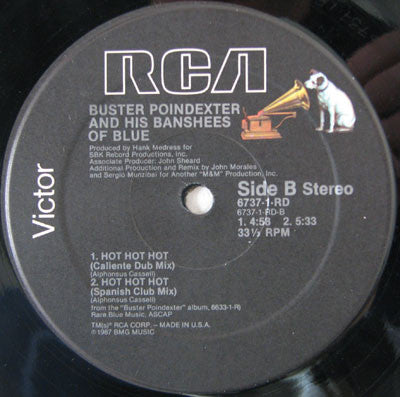 RCA
BUSTER POINDEXTER
AND HIS BANSHEES
OF BLUE
Produced by Hank Medress for
SBK Record Productions, Inc.
Associate Producer: John Sheard
Additional Production and Remix by John Morales
and Sergio Munzibai for Another "M&M" Production, Inc.
Victor
Side B Stereo
6737-1-RD
6737-1-RD-B
1. 4:58 2. 5:33
33⅓ RPM
1. HOT HOT HOT
(Caliente Dub Mix)
(Alphonsus Cassell)
2. HOT HOT HOT
(Spanish Club Mix)
(Alphonsus Cassell)
from the "Buster Poindexter" album, 6633-1-R)
Rare Blue Music, ASCAP
TM(s)® RCA CORP. – MADE IN U.S.A.
©1987 BMG MUSIC